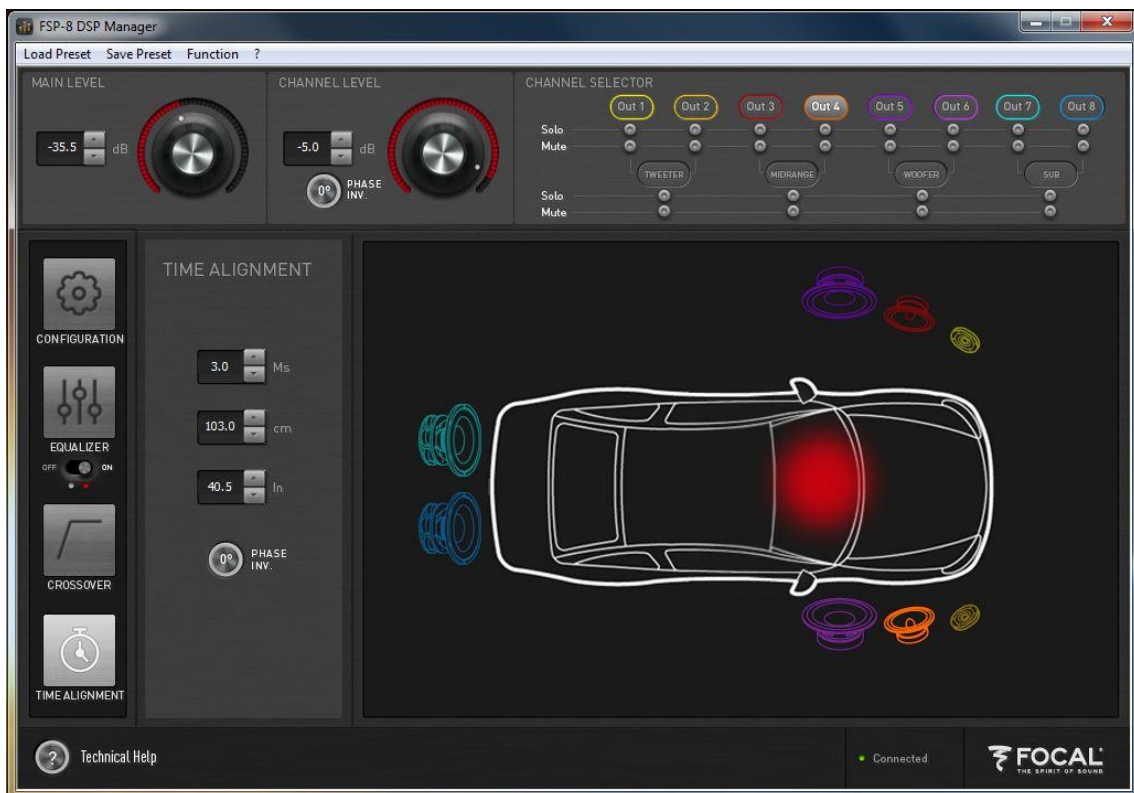 FSP-8 DSP Manager
Load Preset Save Preset Function ?
MAIN LEVEL
-35.5 dB
CHANNEL LEVEL
-5.0 dB
0° PHASE INV.
CHANNEL SELECTOR
Out 1 Out 2 Out 3 Out 4 Out 5 Out 6 Out 7 Out 8
Solo
Mute
TWEETER MIDRANGE WOOFER SUB
Solo
Mute
CONFIGURATION
EQUALIZER
OFF ON
CROSSOVER
TIME ALIGNMENT
TIME ALIGNMENT
3.0 Ms
103.0 cm
40.5 In
0° PHASE INV.
? Technical Help
Connected
FOCAL
THE SPIRIT OF SOUND